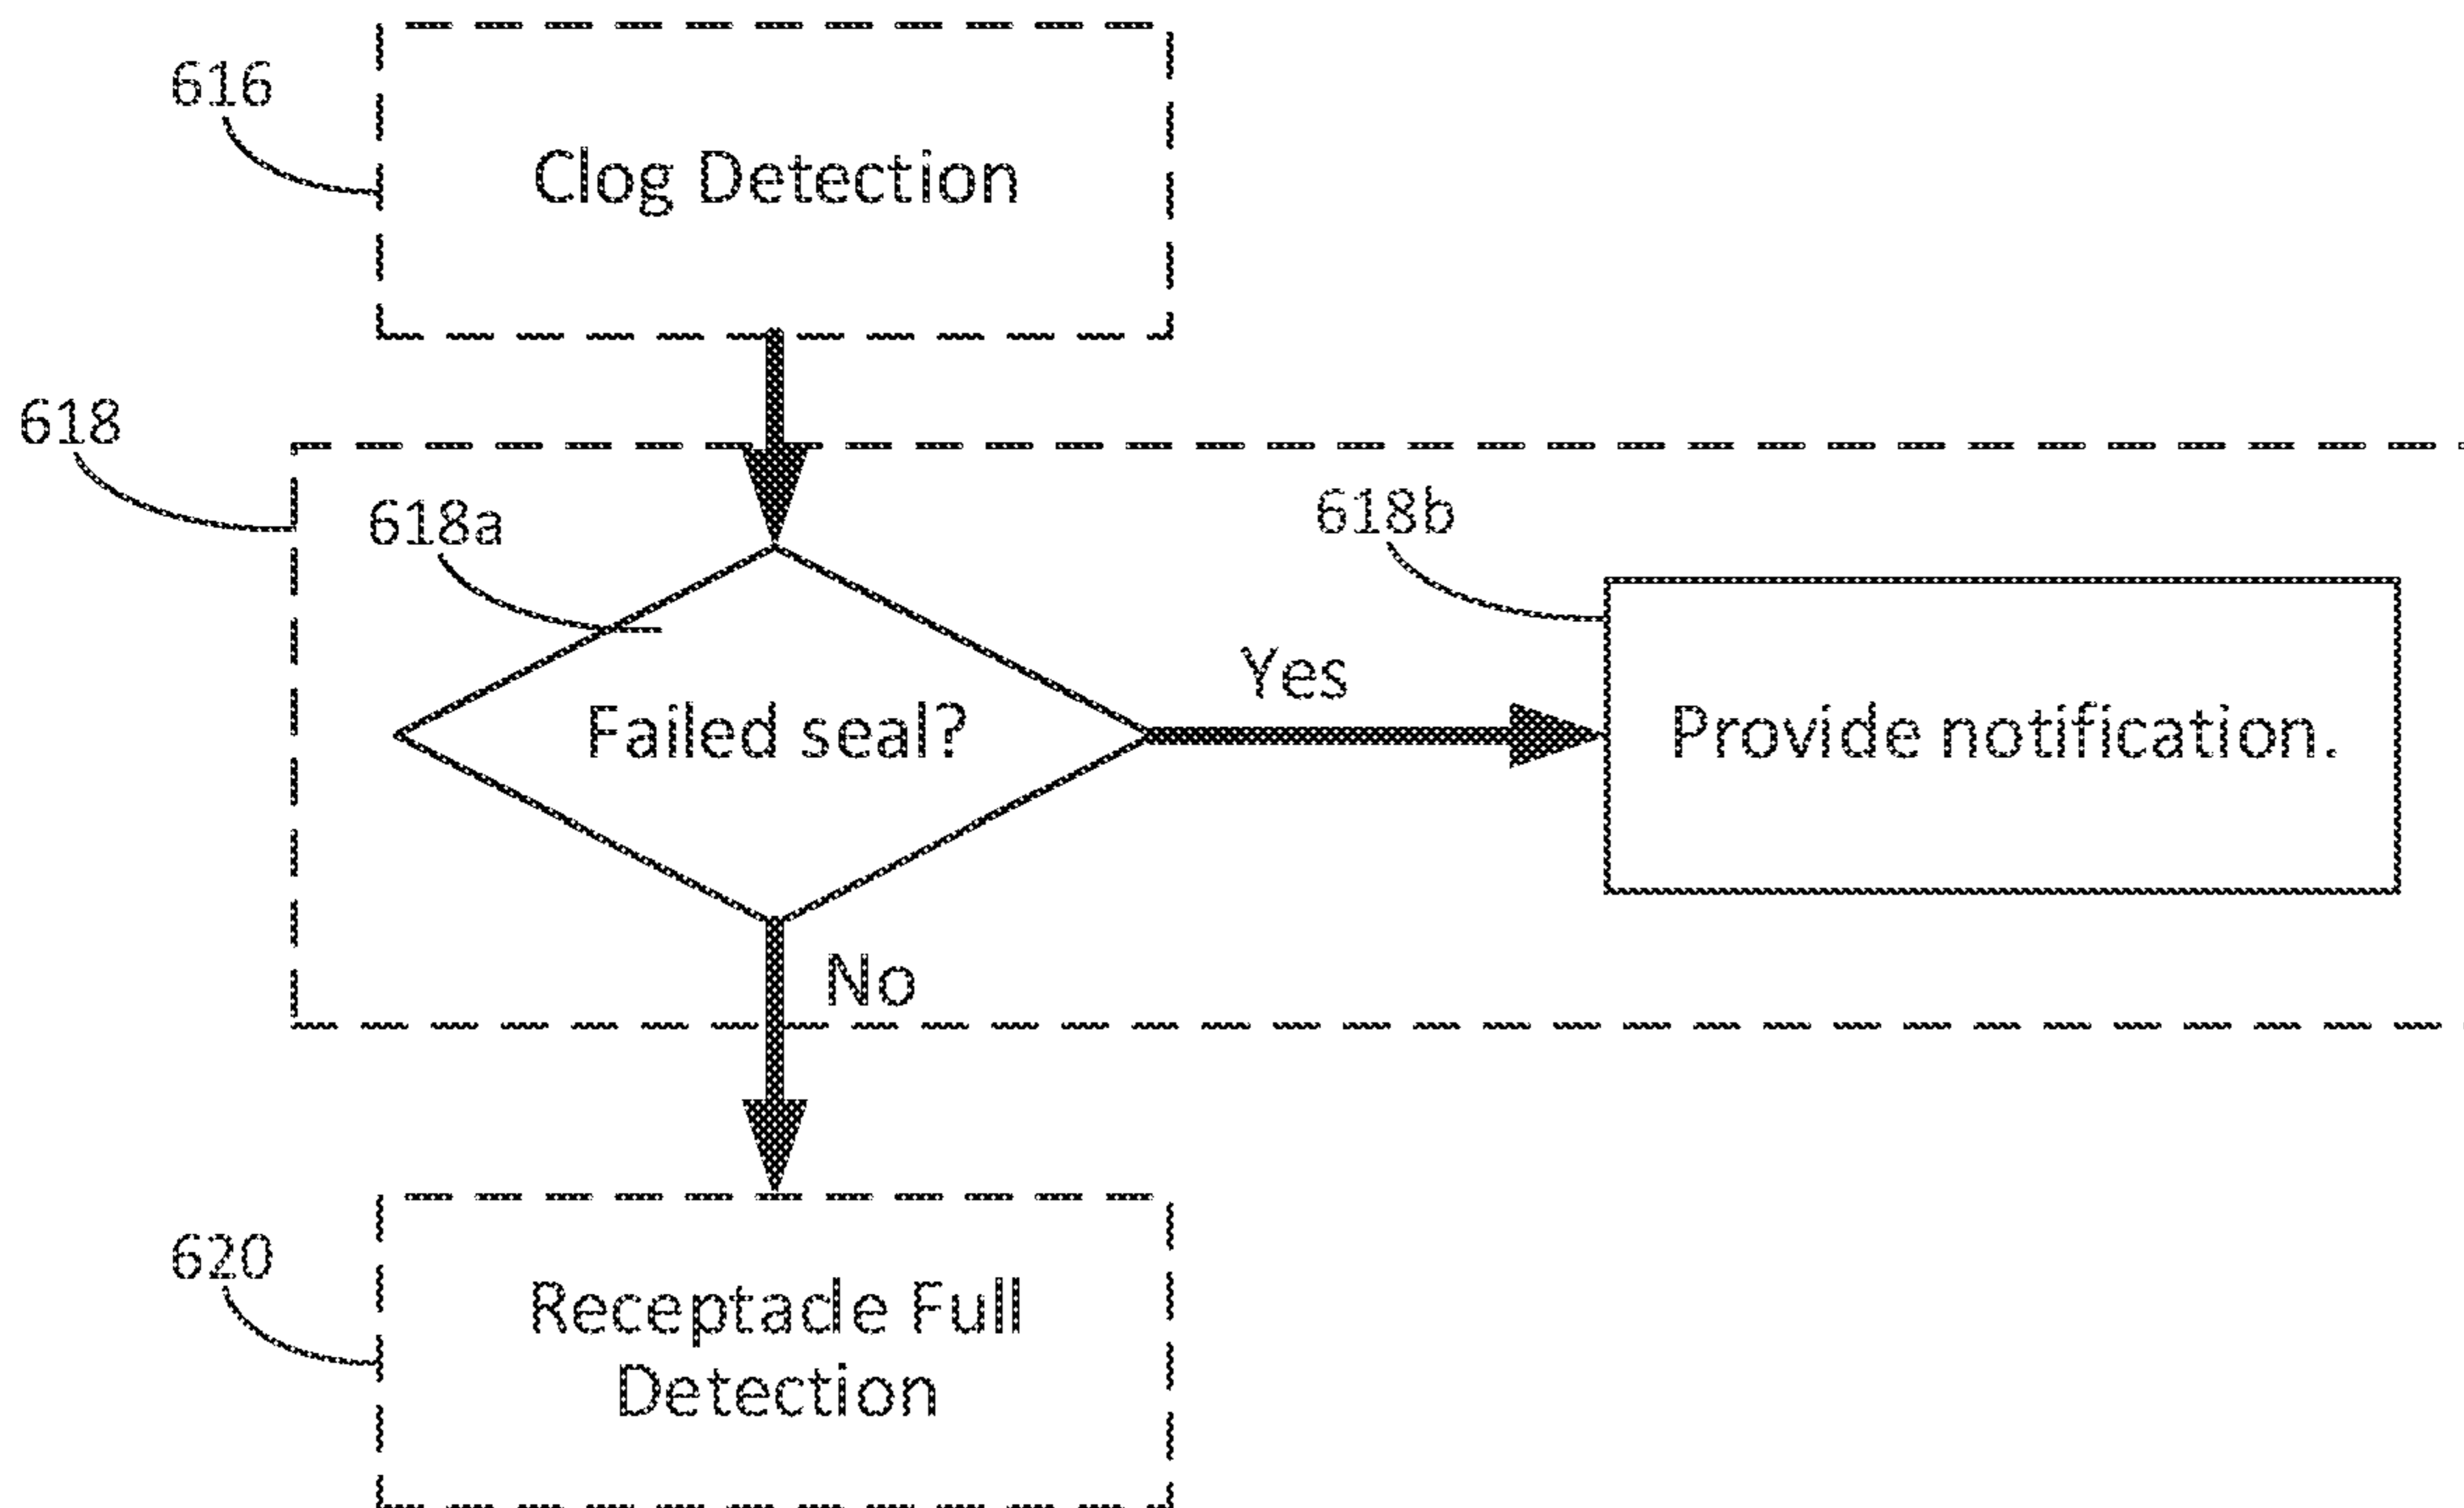 616
Clog Detection
618
618a
618b
Yes
Failed seal?
Provide notification.
No
620
Receptacle Full
Detection